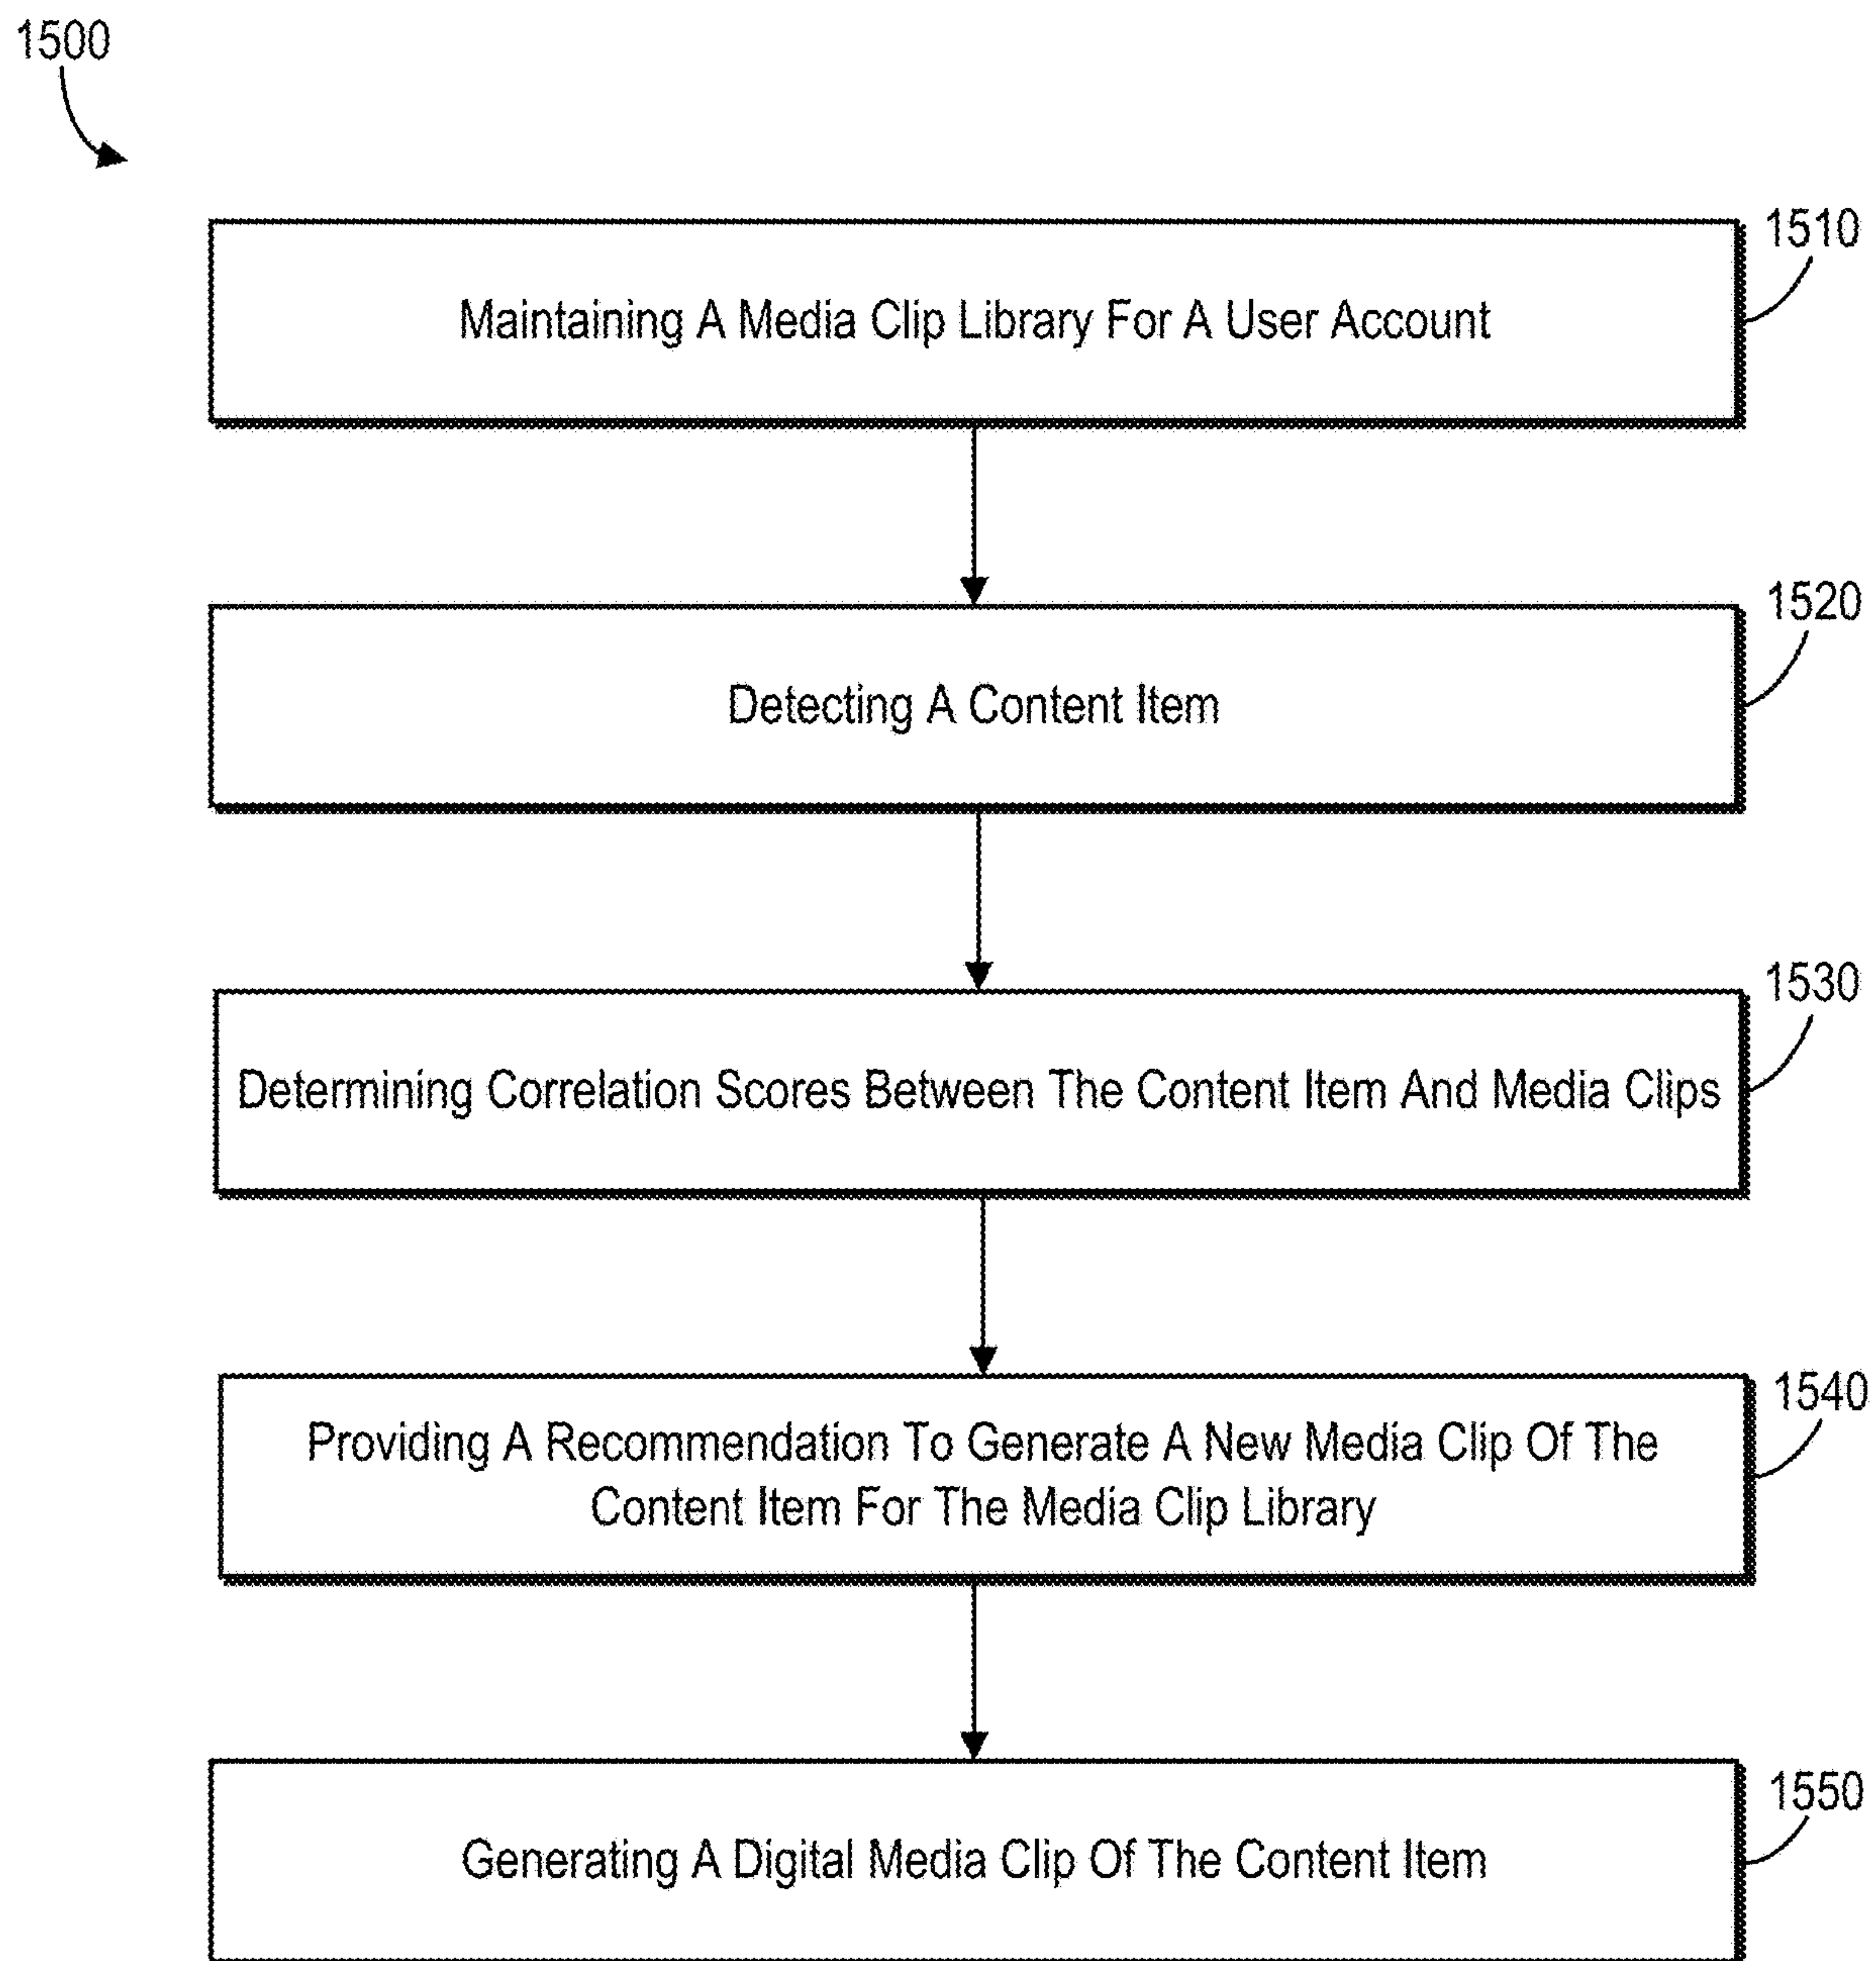 1500
1510
Maintaining A Media Clip Library For A User Account
1520
Detecting A Content Item
1530
Determining Correlation Scores Between The Content Item And Media Clips
1540
Providing A Recommendation To Generate A New Media Clip Of The
Content Item For The Media Clip Library
1550
Generating A Digital Media Clip Of The Content Item